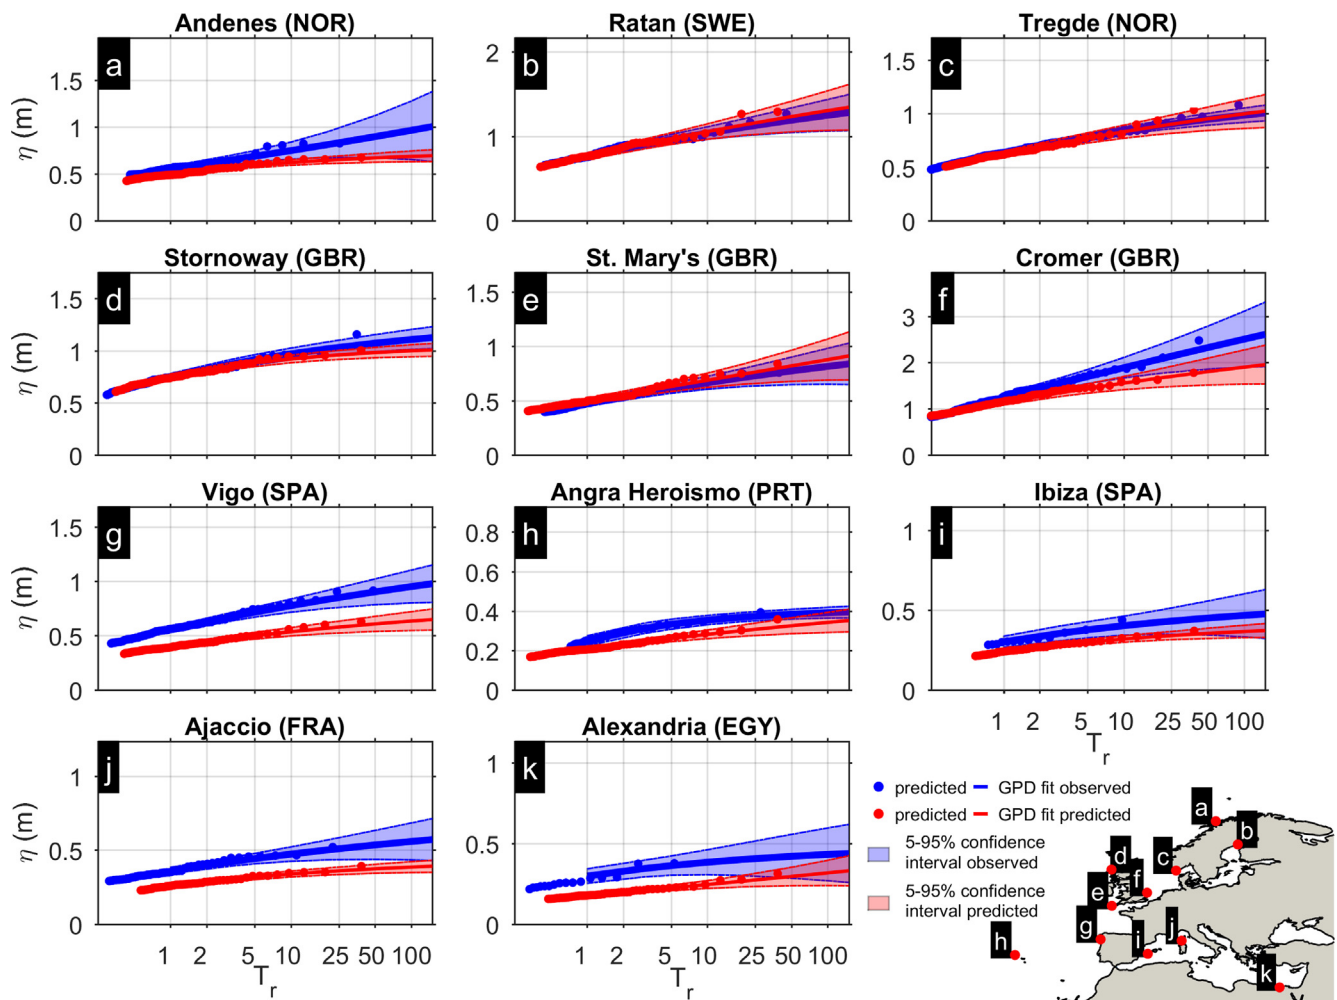 Andenes (NOR)
Ratan (SWE)
Tregde (NOR)
a
b
c
η (m)
1.5
1
0.5
0
2
1
0
1.5
1
0.5
0
Stornoway (GBR)
St. Mary's (GBR)
Cromer (GBR)
d
e
f
η (m)
1.5
1
0.5
0
1.5
1
0.5
0
3
2
1
0
Vigo (SPA)
Angra Heroismo (PRT)
Ibiza (SPA)
g
h
i
η (m)
1.5
1
0.5
0
0.8
0.6
0.4
0.2
0
1
0.5
0
1 2 5 10 25 50 100
T_r
Ajaccio (FRA)
Alexandria (EGY)
j
k
η (m)
1
0.5
0
1
0.5
0
1 2 5 10 25 50 100
T_r
1 2 5 10 25 50 100
T_r
predicted GPD fit observed
predicted GPD fit predicted
5-95% confidence
interval observed
5-95% confidence
interval predicted
a
b
c
d
e
f
g
h
i
j
k